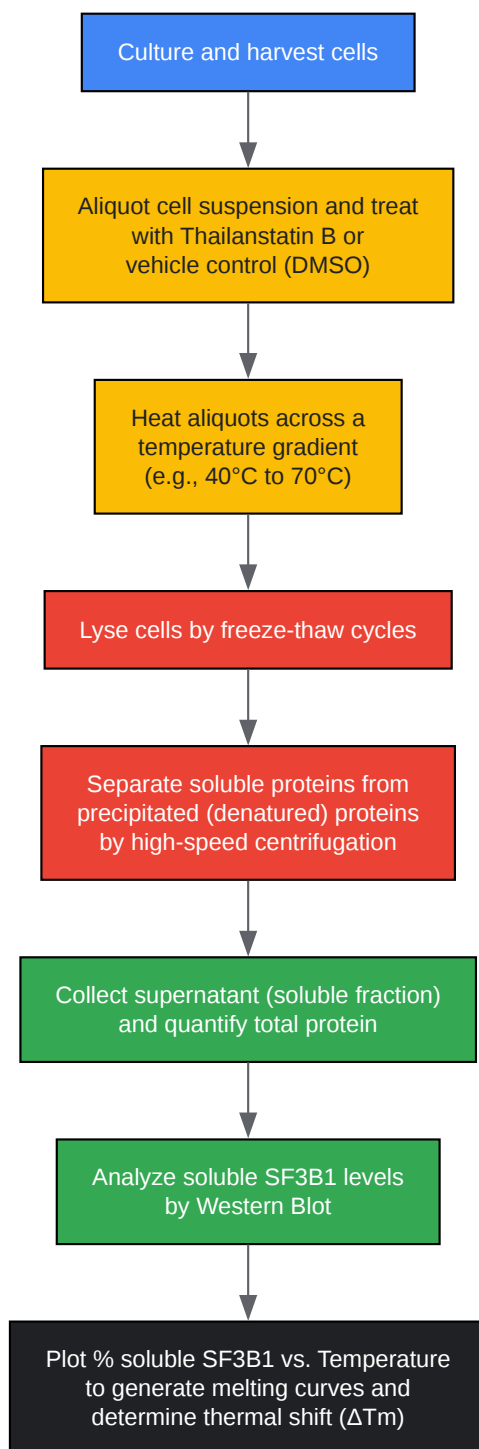 Culture and harvest cells
Aliquot cell suspension and treat
with Thailanstatin B or
vehicle control (DMSO)
Heat aliquots across a
temperature gradient
(e.g., 40°C to 70°C)
Lyse cells by freeze-thaw cycles
Separate soluble proteins from
precipitated (denatured) proteins
by high-speed centrifugation
Collect supernatant (soluble fraction)
and quantify total protein
Analyze soluble SF3B1 levels
by Western Blot
Plot % soluble SF3B1 vs. Temperature
to generate melting curves and
determine thermal shift (ΔTm)